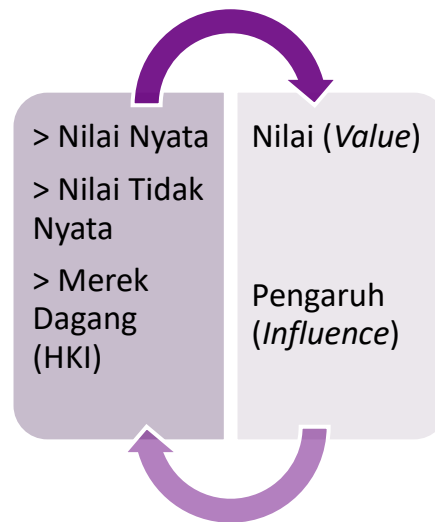 > Nilai Nyata
> Nilai Tidak
Nyata
> Merek
Dagang
(HKI)
Nilai (Value)
Pengaruh
(Influence)